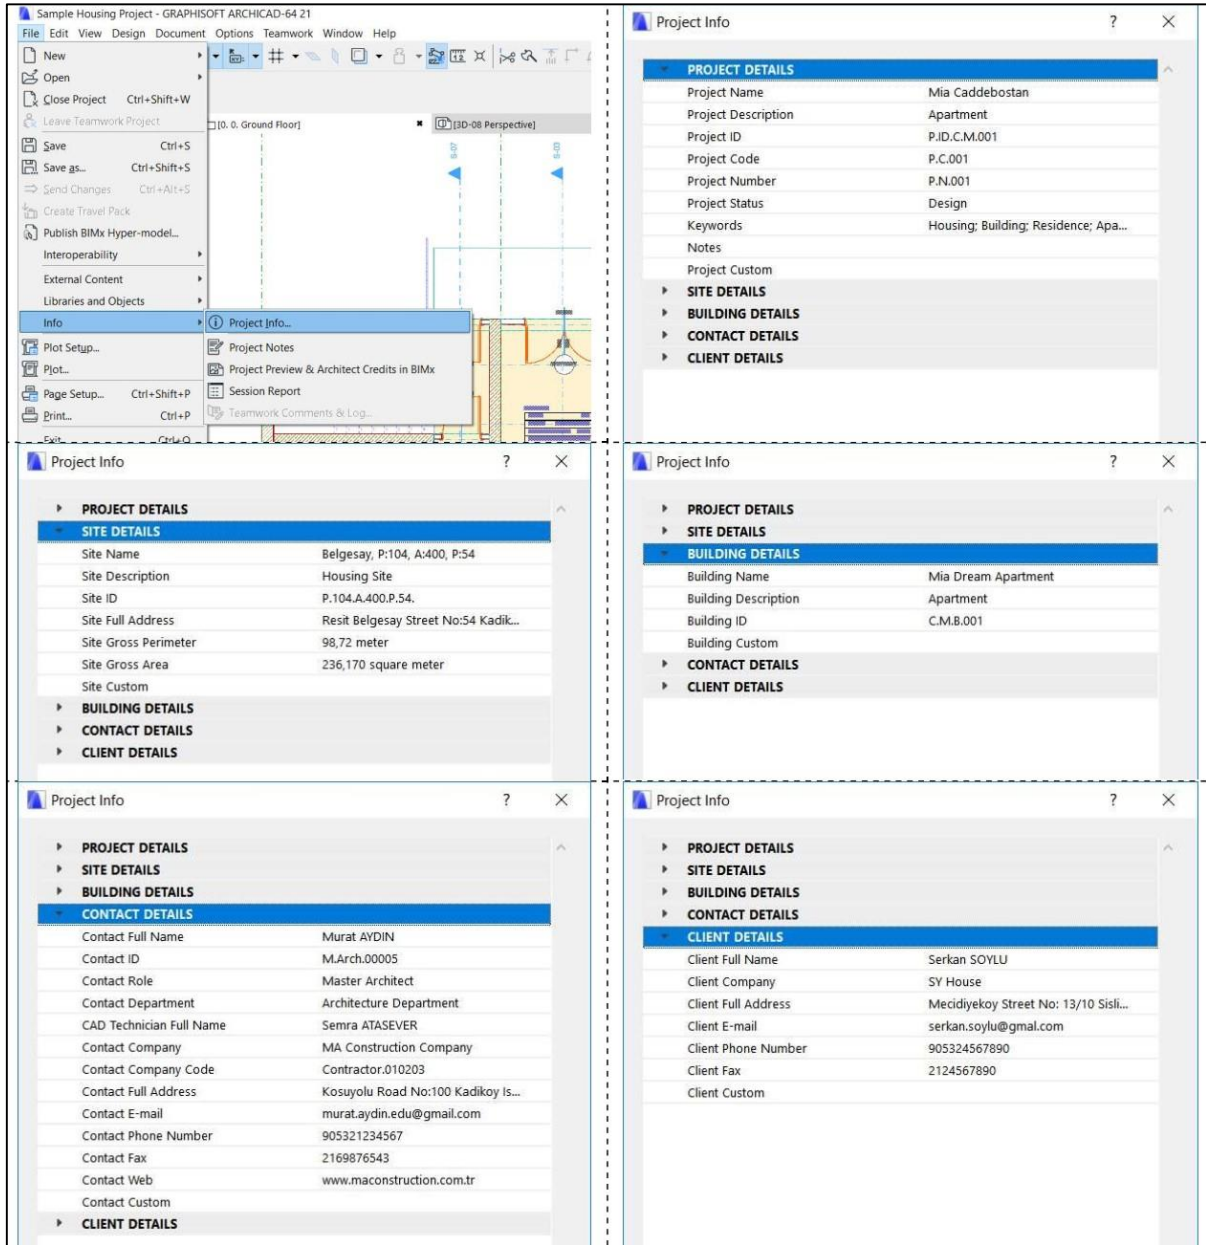 Sample Housing Project - GRAPHISOFT ARCHICAD-64 21
File Edit View Design Document Options Teamwork Window Help
New
Open
Close Project Ctrl+Shift+W
Leave Teamwork Project
[0. 0. Ground Floor]
[3D-08 Perspective]
Save Ctrl+S
Save as... Ctrl+Shift+S
Send Changes Ctrl+Alt+S
Create Travel Pack
Publish BIMx Hyper-model...
Interoperability
External Content
Libraries and Objects
Info
Project Info...
Plot Setup...
Project Notes
Plot...
Project Preview & Architect Credits in BIMx
Page Setup... Ctrl+Shift+P
Session Report
Print... Ctrl+P
Teamwork Comments & Log...
Exit Ctrl+Q
S-07
S-03
Project Info ?
PROJECT DETAILS
Project Name Mia Caddebostan
Project Description Apartment
Project ID P.ID.C.M.001
Project Code P.C.001
Project Number P.N.001
Project Status Design
Keywords Housing; Building; Residence; Apa...
Notes
Project Custom
SITE DETAILS
BUILDING DETAILS
CONTACT DETAILS
CLIENT DETAILS
Project Info ?
PROJECT DETAILS
SITE DETAILS
Site Name Belgesay, P:104, A:400, P:54
Site Description Housing Site
Site ID P.104.A.400.P.54.
Site Full Address Resit Belgesay Street No:54 Kadik...
Site Gross Perimeter 98,72 meter
Site Gross Area 236,170 square meter
Site Custom
BUILDING DETAILS
CONTACT DETAILS
CLIENT DETAILS
Project Info ?
PROJECT DETAILS
SITE DETAILS
BUILDING DETAILS
Building Name Mia Dream Apartment
Building Description Apartment
Building ID C.M.B.001
Building Custom
CONTACT DETAILS
CLIENT DETAILS
Project Info ?
PROJECT DETAILS
SITE DETAILS
BUILDING DETAILS
CONTACT DETAILS
Contact Full Name Murat AYDIN
Contact ID M.Arch.00005
Contact Role Master Architect
Contact Department Architecture Department
CAD Technician Full Name Semra ATASEVER
Contact Company MA Construction Company
Contact Company Code Contractor.010203
Contact Full Address Kosuyolu Road No:100 Kadikoy Is...
Contact E-mail murat.aydin.edu@gmail.com
Contact Phone Number 905321234567
Contact Fax 2169876543
Contact Web www.maconstruction.com.tr
Contact Custom
CLIENT DETAILS
Project Info ?
PROJECT DETAILS
SITE DETAILS
BUILDING DETAILS
CONTACT DETAILS
CLIENT DETAILS
Client Full Name Serkan SOYLU
Client Company SY House
Client Full Address Mecidiyekoy Street No: 13/10 Sisli...
Client E-mail serkan.soylu@gmal.com
Client Phone Number 905324567890
Client Fax 2124567890
Client Custom